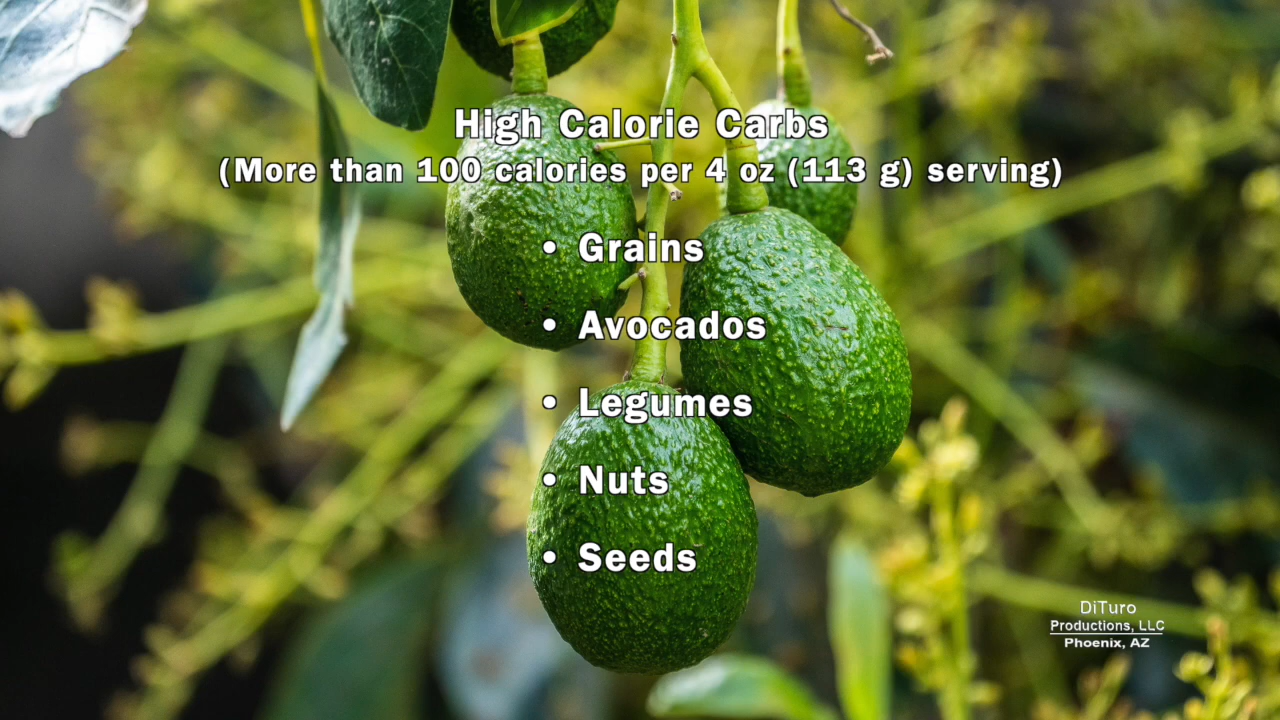 High Calorie Carbs
(More than 100 calories per 4 oz (113 g) serving)
• Grains
• Avocados
• Legumes
• Nuts
• Seeds
DiTuro
Productions, LLC
Phoenix, AZ